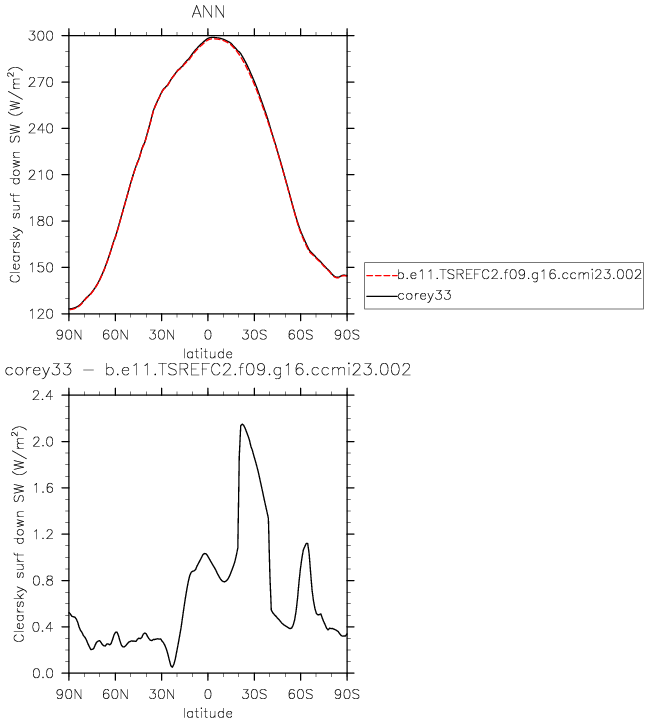 ANN
Clearsky surf down SW (W/m²)
300
270
240
210
180
150
120
90N 60N 30N 0 30S 60S 90S
latitude
b.e11.TSREFC2.f09.g16.ccmi23.002
corey33
corey33 − b.e11.TSREFC2.f09.g16.ccmi23.002
Clearsky surf down SW (W/m²)
2.4
2.0
1.6
1.2
0.8
0.4
0.0
90N 60N 30N 0 30S 60S 90S
latitude